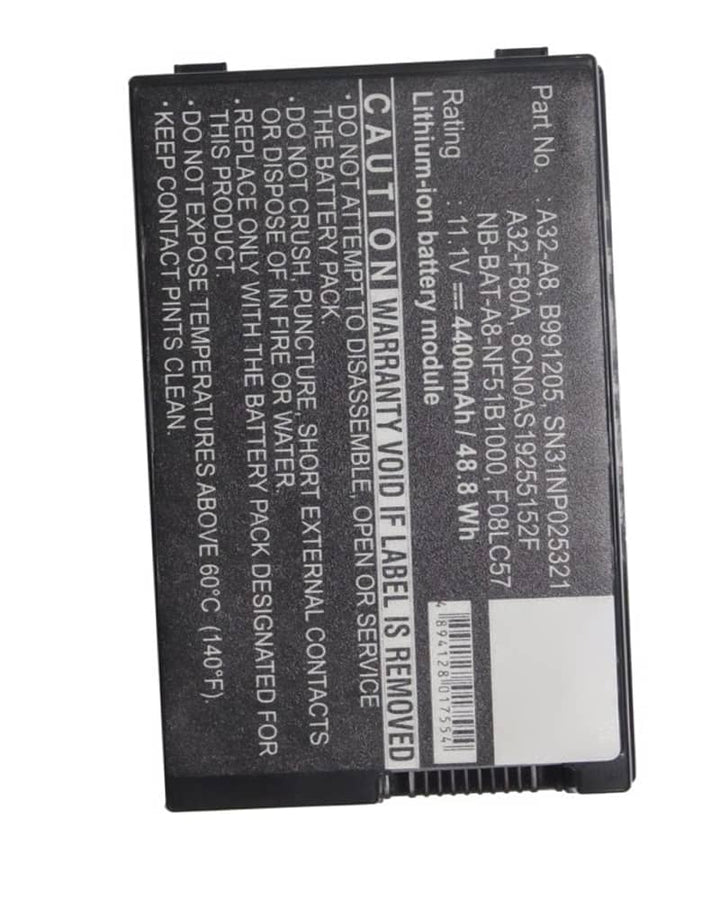 Part No. : A32-A8, B991205, SN31NP025321
A32-F80A, 8CN0AS19255152F
NB-BAT-A8-NF51B1000, F08LC57
Rating : 11.1V ⎓ 4400mAh / 48.8 Wh
Lithium-ion battery module
CAUTION WARRANTY VOID IF LABEL IS REMOVED
·DO NOT ATTEMPT TO DISASSEMBLE, OPEN OR SERVICE
THE BATTERY PACK.
·DO NOT CRUSH, PUNCTURE, SHORT EXTERNAL CONTACTS
OR DISPOSE OF IN FIRE OR WATER.
·REPLACE ONLY WITH THE BATTERY PACK DESIGNATED FOR
THIS PRODUCT.
·DO NOT EXPOSE TEMPERATURES ABOVE 60°C (140°F).
·KEEP CONTACT PINTS CLEAN.
4 894128 017554